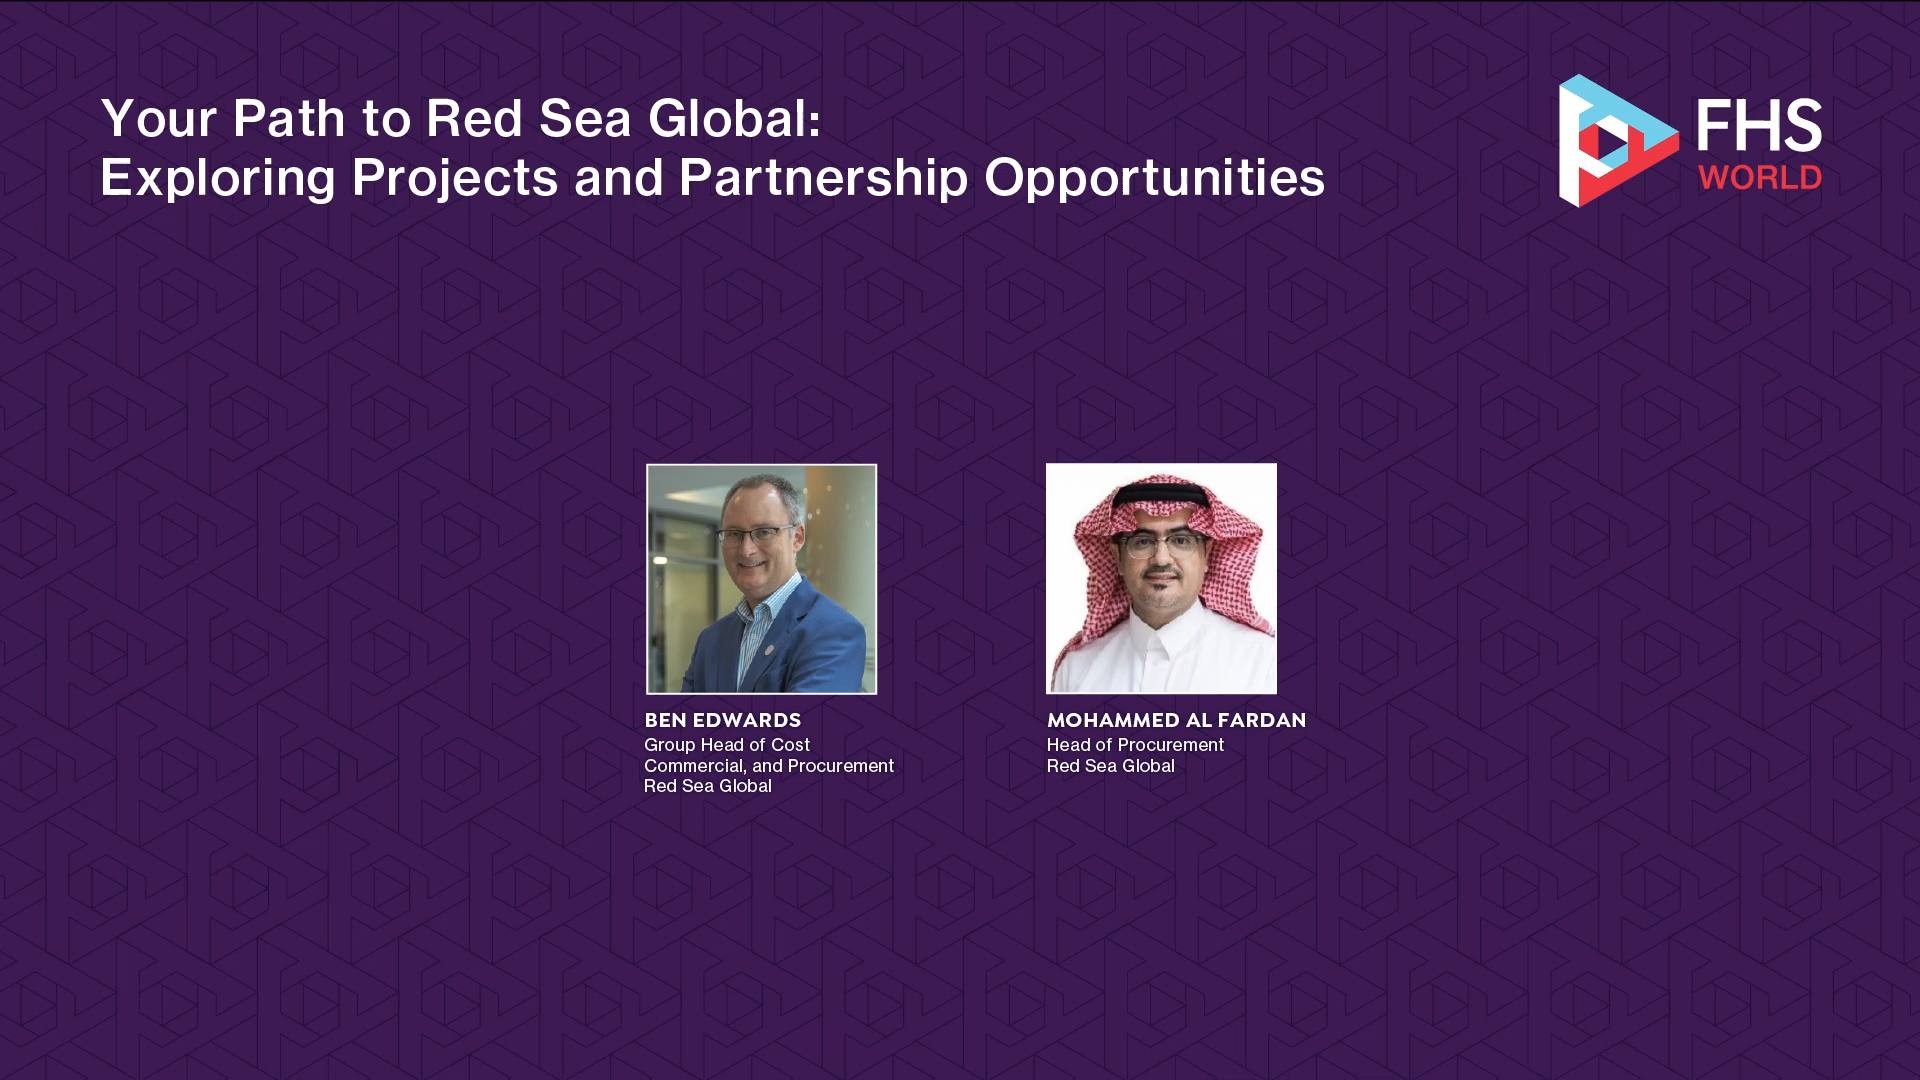 Your Path to Red Sea Global:
Exploring Projects and Partnership Opportunities
FHS
WORLD
BEN EDWARDS
Group Head of Cost
Commercial, and Procurement
Red Sea Global
MOHAMMED AL FARDAN
Head of Procurement
Red Sea Global